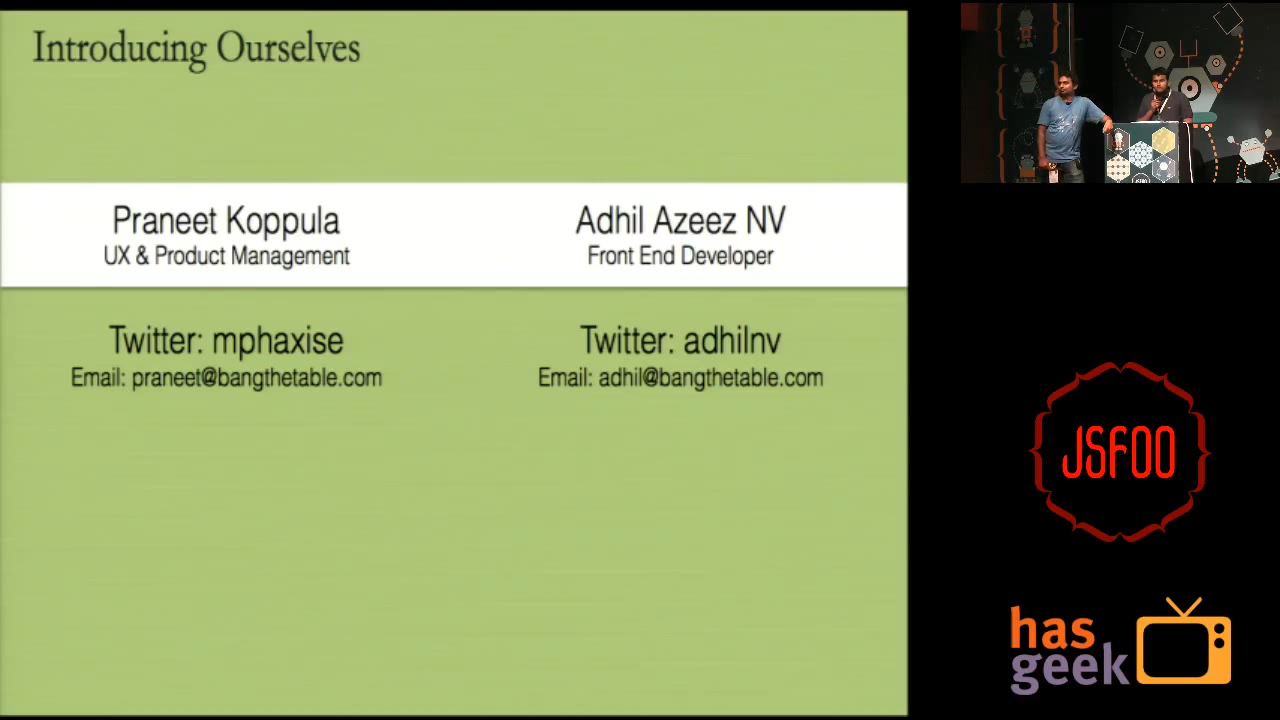 Introducing Ourselves
Praneet Koppula
UX & Product Management
Adhil Azeez NV
Front End Developer
Twitter: mphaxise
Email: praneet@bangthetable.com
Twitter: adhilnv
Email: adhil@bangthetable.com
JSFOO
JSFOO
has
geek